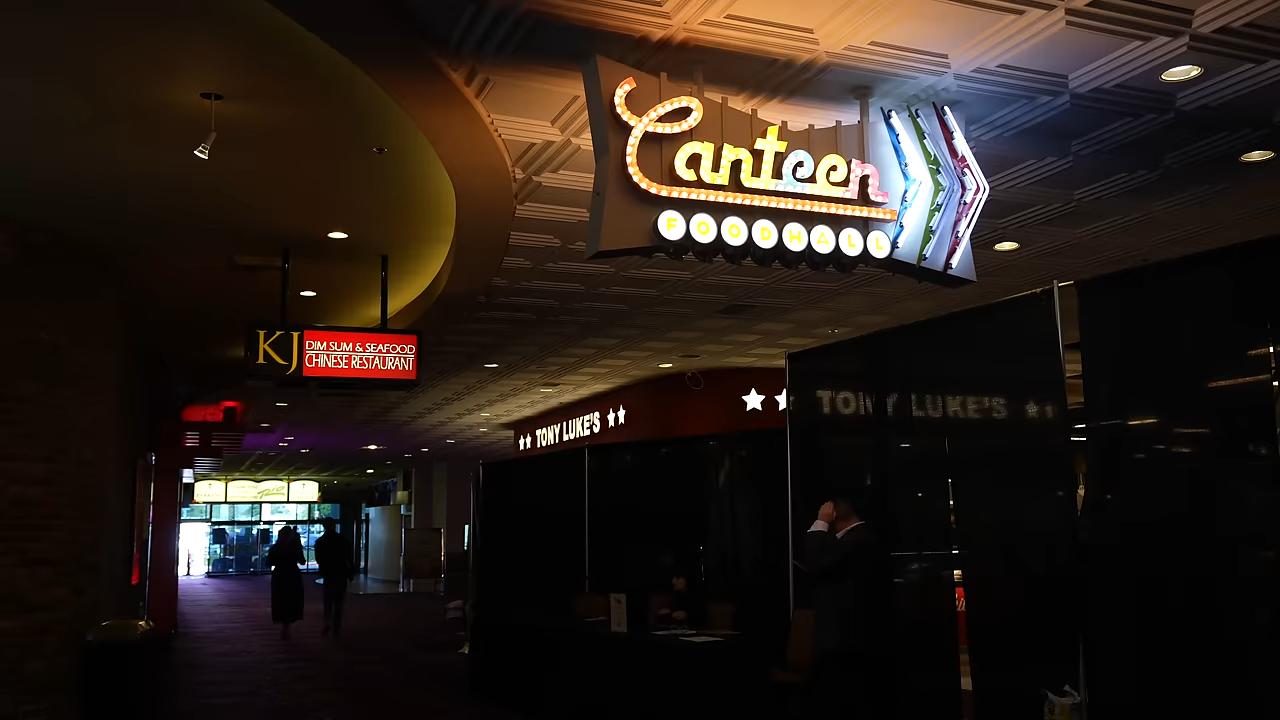 Canteen
FOODHALL
KJ
DIM SUM & SEAFOOD
CHINESE RESTAURANT
TONY LUKE'S
TONY LUKE'S